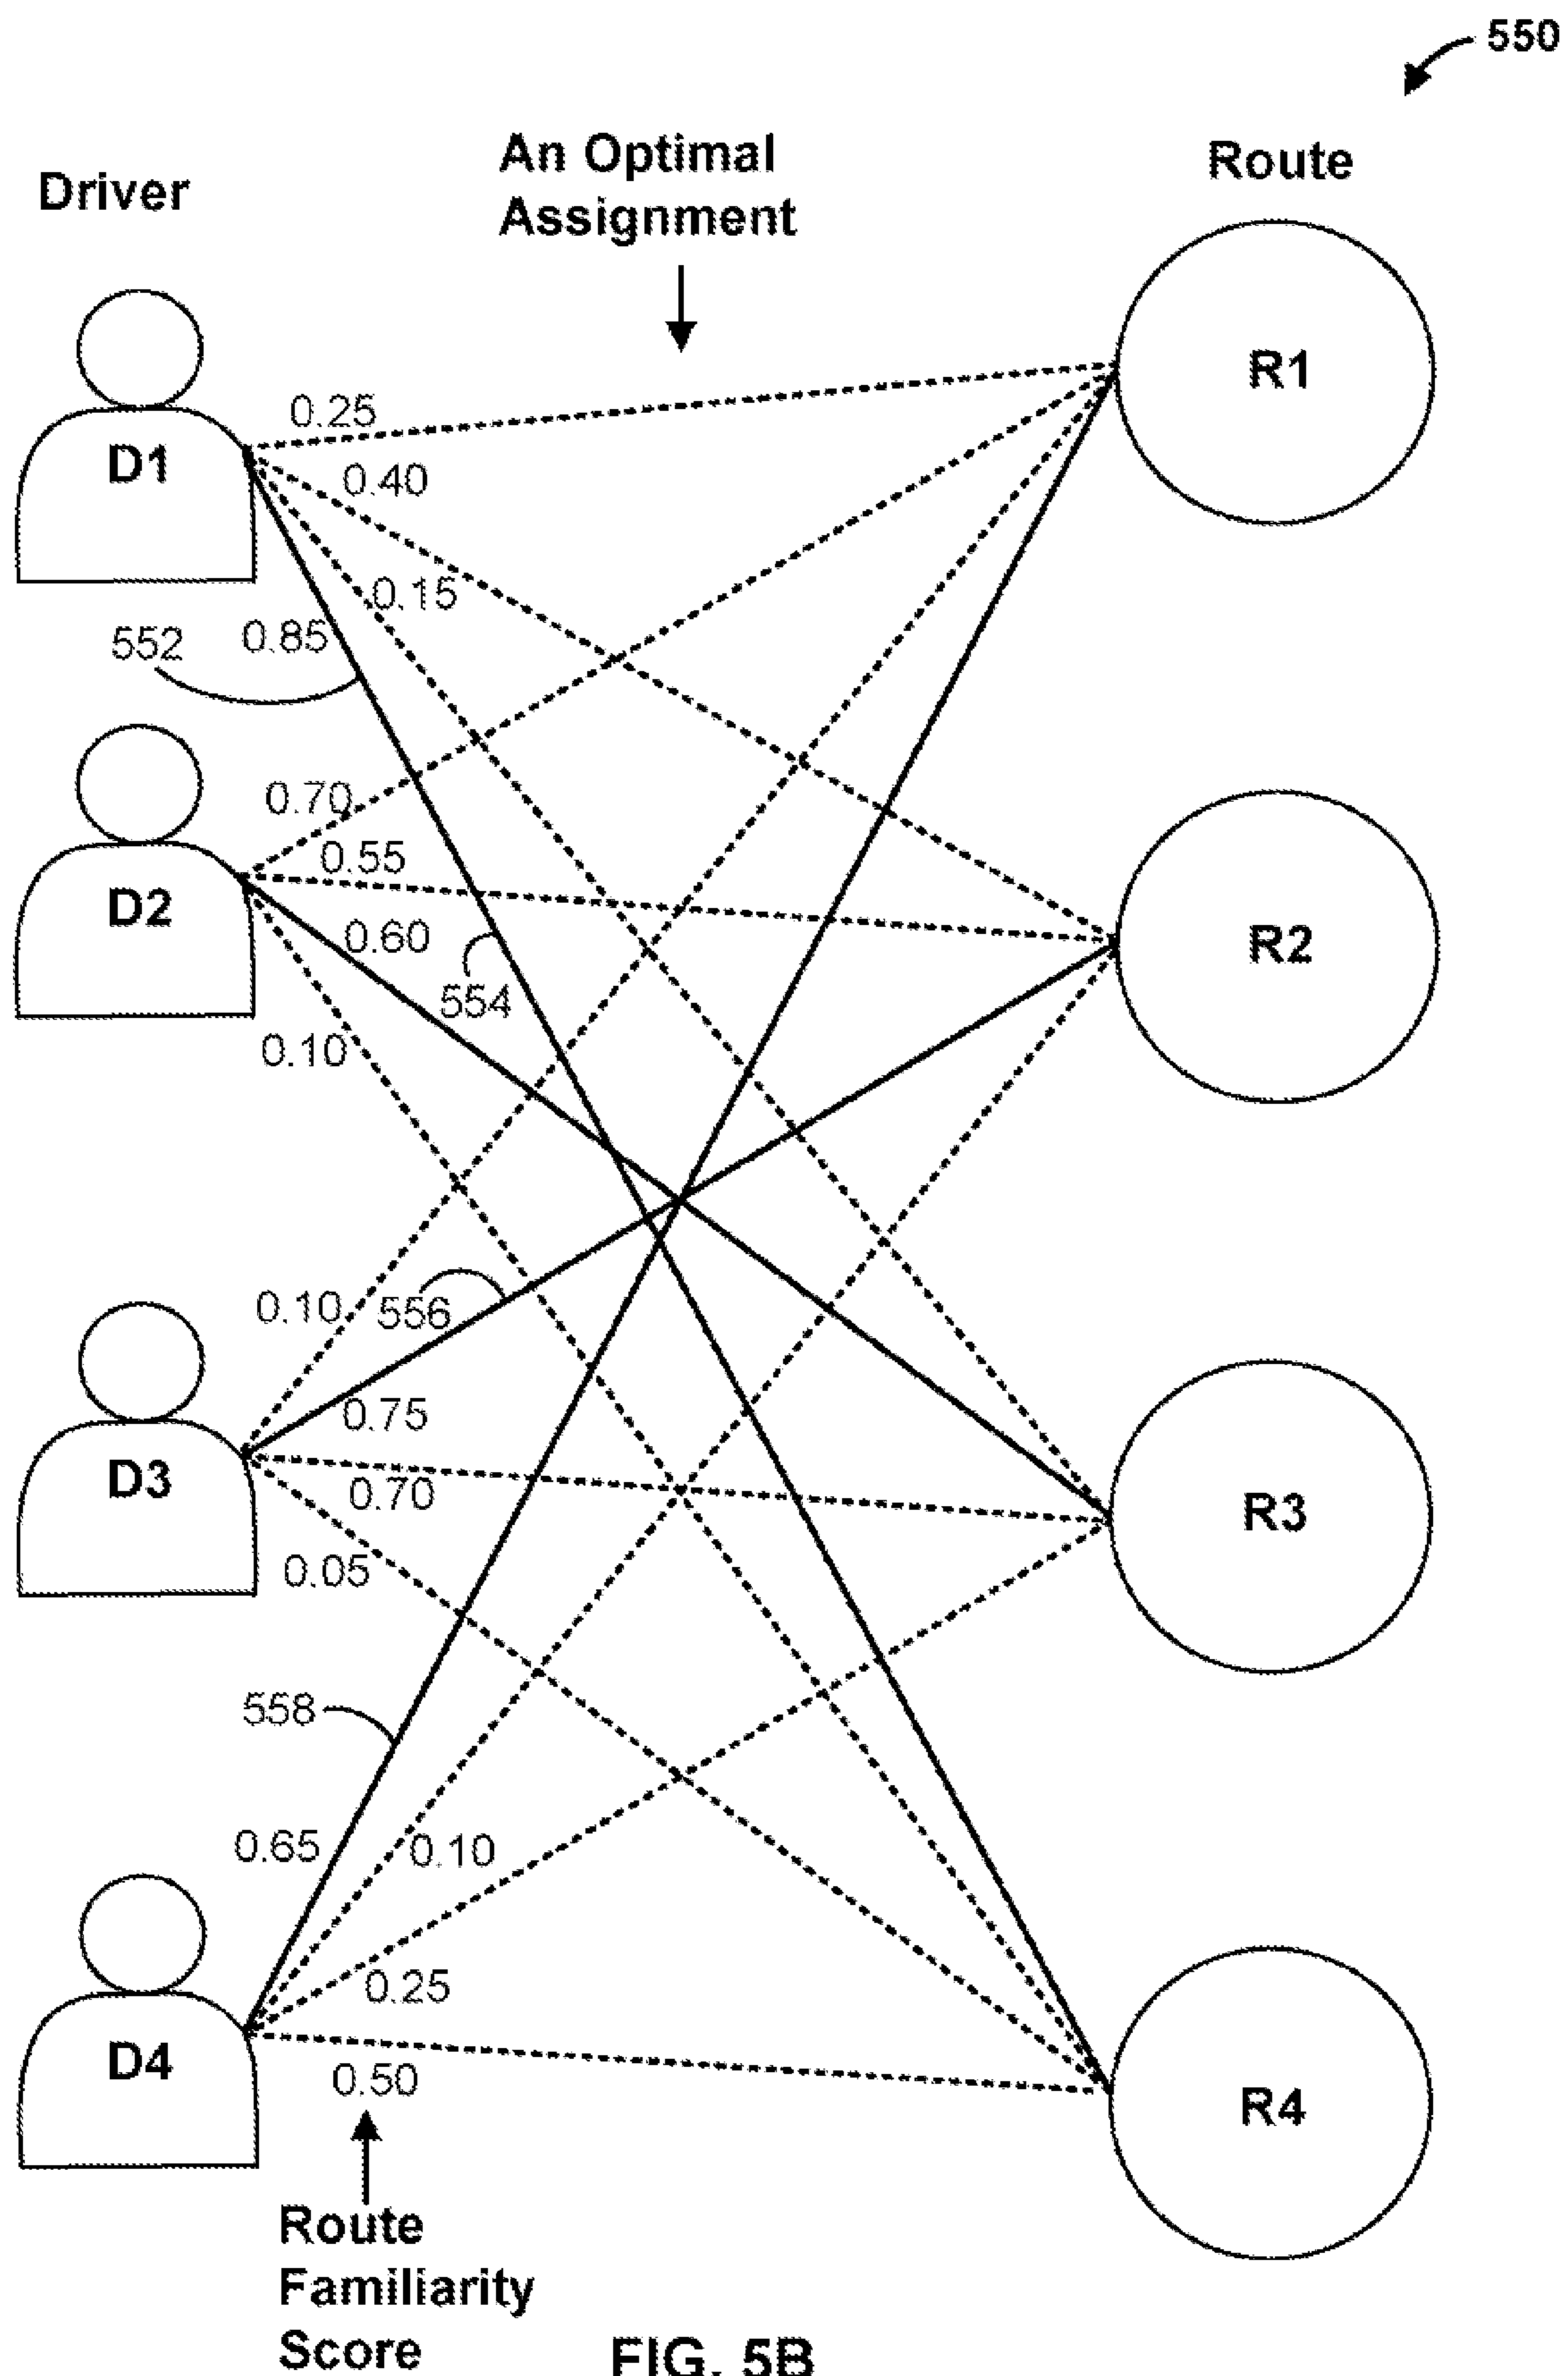 550
Driver
An Optimal
Assignment
Route
D1
0.25
0.40
0.15
0.85
552
R1
D2
0.70
0.55
0.60
554
0.10
R2
D3
0.10
556
0.75
0.70
0.05
R3
558
D4
0.65
0.10
0.25
0.50
R4
Route
Familiarity
Score
FIG. 5B